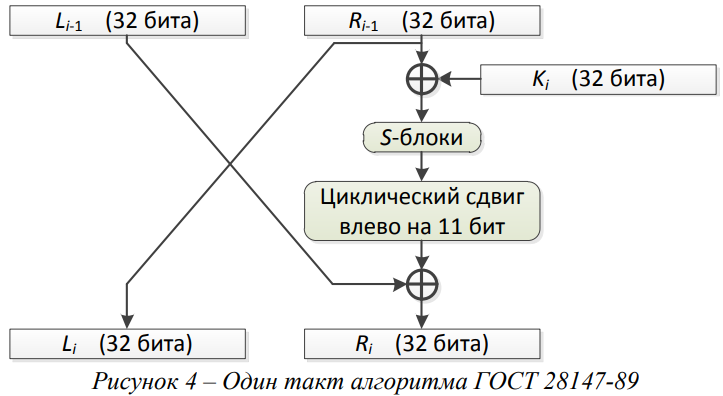 Li-1 (32 бита)
Ri-1 (32 бита)
Ki (32 бита)
S-блоки
Циклический сдвиг
влево на 11 бит
Li (32 бита)
Ri (32 бита)
Рисунок 4 – Один такт алгоритма ГОСТ 28147-89